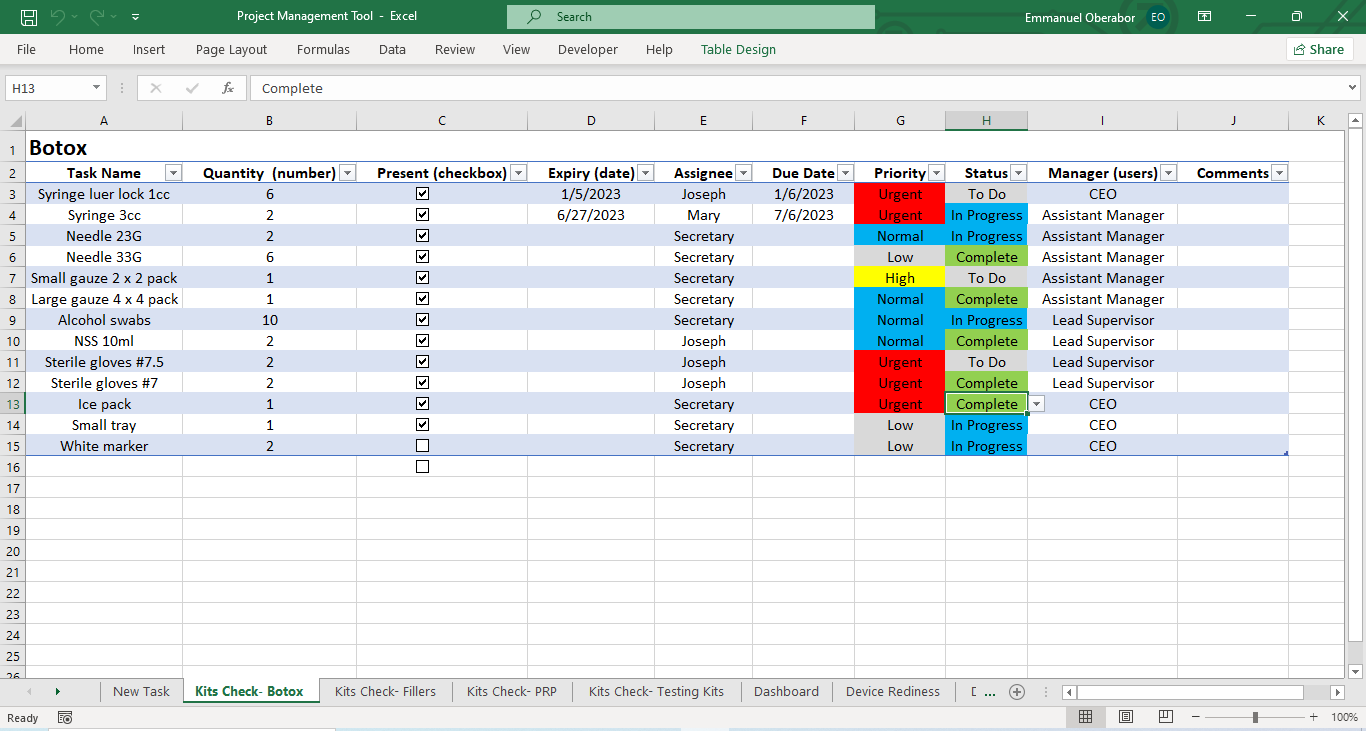 Project Management Tool - Excel Search Emmanuel Oberabor EO
File Home Insert Page Layout Formulas Data Review View Developer Help Table Design Share
H13 fx Complete
A B C D E F G H I J K
1 Botox
2 Task Name Quantity (number) Present (checkbox) Expiry (date) Assignee Due Date Priority Status Manager (users) Comments
3 Syringe luer lock 1cc 6 1/5/2023 Joseph 1/6/2023 Urgent To Do CEO
4 Syringe 3cc 2 6/27/2023 Mary 7/6/2023 Urgent In Progress Assistant Manager
5 Needle 23G 2 Secretary Normal In Progress Assistant Manager
6 Needle 33G 6 Secretary Low Complete Assistant Manager
7 Small gauze 2 x 2 pack 1 Secretary High To Do Assistant Manager
8 Large gauze 4 x 4 pack 1 Secretary Normal Complete Assistant Manager
9 Alcohol swabs 10 Secretary Normal In Progress Lead Supervisor
10 NSS 10ml 2 Joseph Normal Complete Lead Supervisor
11 Sterile gloves #7.5 2 Joseph Urgent To Do Lead Supervisor
12 Sterile gloves #7 2 Joseph Urgent Complete Lead Supervisor
13 Ice pack 1 Secretary Urgent Complete CEO
14 Small tray 1 Secretary Low In Progress CEO
15 White marker 2 Secretary Low In Progress CEO
16
17
18
19
20
21
22
23
24
25
26
New Task Kits Check- Botox Kits Check- Fillers Kits Check- PRP Kits Check- Testing Kits Dashboard Device Rediness ...
Ready 100%